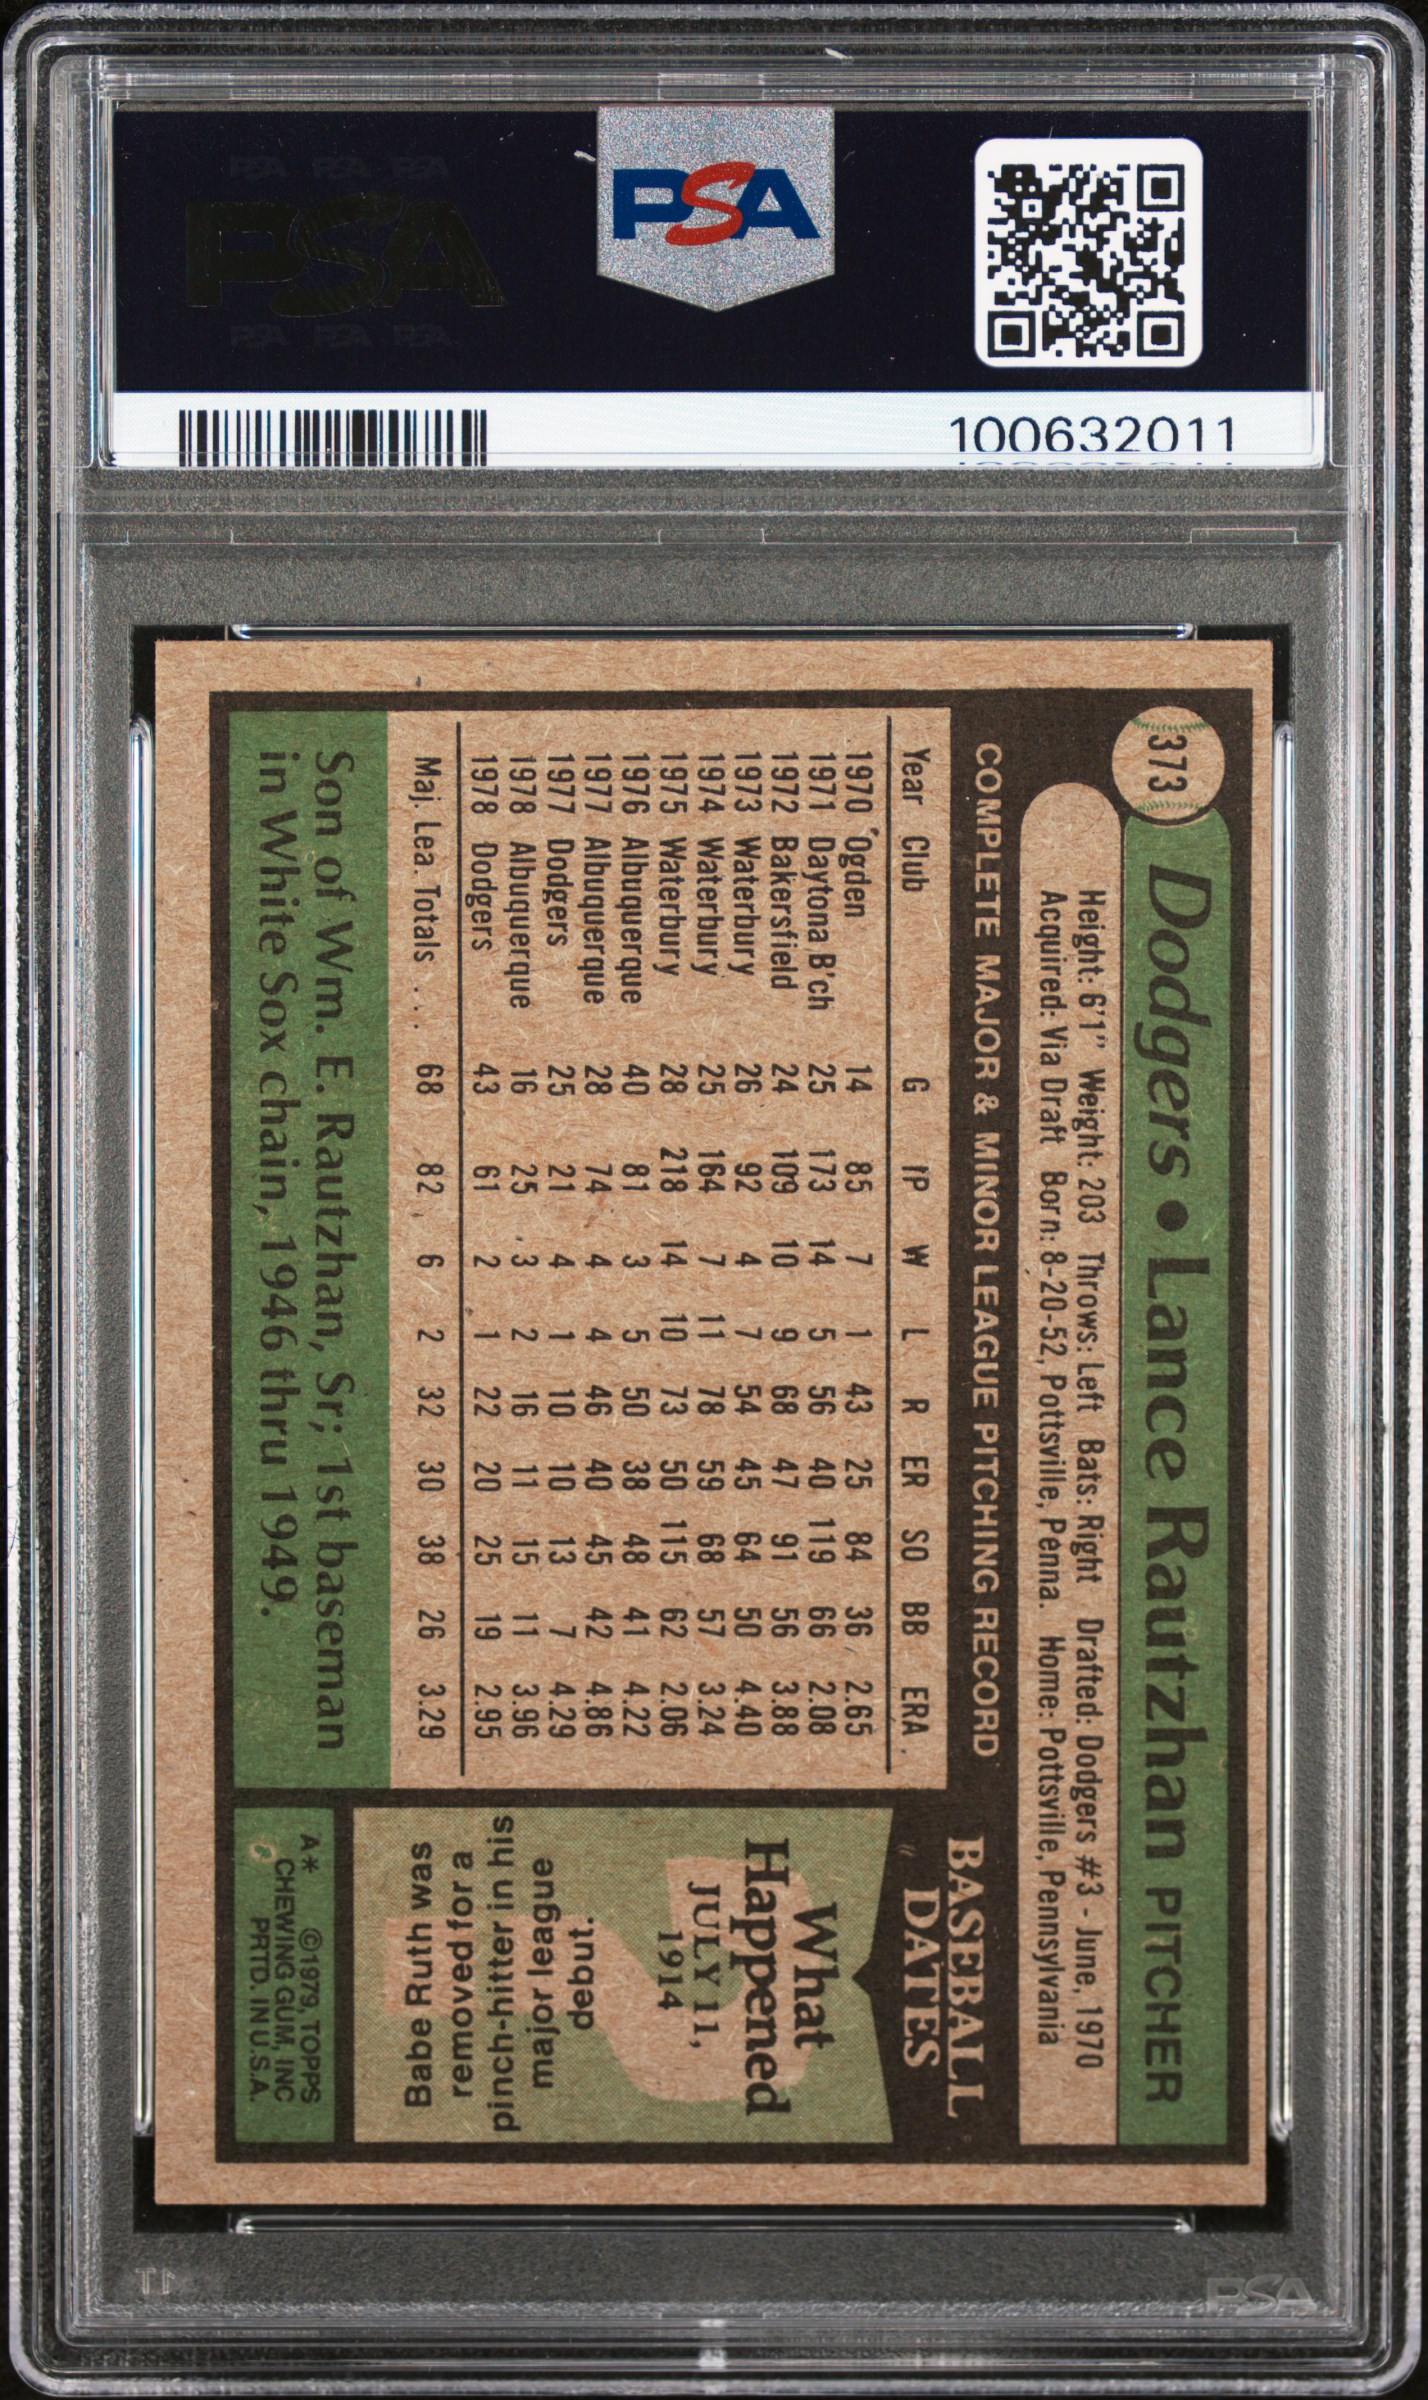 PSA PSA PSA
PSA
PSA PSA PSA
PSA
100632011
373
Dodgers • Lance Rautzhan PITCHER
Height: 6'1" Weight: 203 Throws: Left Bats: Right Drafted: Dodgers #3 - June, 1970
Acquired: Via Draft Born: 8-20-52, Pottsville, Penna. Home: Pottsville, Pennsylvania
COMPLETE MAJOR & MINOR LEAGUE PITCHING RECORD
Year Club G IP W L R ER SO BB ERA
1970 Ogden 14 85 7 1 43 25 84 36 2.65
1971 Daytona B'ch 25 173 14 5 56 40 119 66 2.08
1972 Bakersfield 24 109 10 9 68 47 91 56 3.88
1973 Waterbury 26 92 4 7 54 45 64 50 4.40
1974 Waterbury 25 164 7 11 78 59 68 57 3.24
1975 Waterbury 28 218 14 10 73 50 115 62 2.06
1976 Albuquerque 40 81 3 5 50 38 48 41 4.22
1977 Albuquerque 28 74 4 4 46 40 45 42 4.86
1977 Dodgers 25 21 4 1 10 10 13 7 4.29
1978 Albuquerque 16 25 3 2 16 11 15 11 3.96
1978 Dodgers 43 61 2 1 22 20 25 19 2.95
Maj. Lea. Totals . . . 68 82 6 2 32 30 38 26 3.29
Son of Wm. E. Rautzhan, Sr; 1st baseman
in White Sox chain, 1946 thru 1949.
BASEBALL
DATES
What
Happened
JULY 11,
1914
Babe Ruth was
removed for a
pinch-hitter in his
major league
debut.
A* ©1979, TOPPS
CHEWING GUM, INC
PRTD. IN U.S.A.
PSA